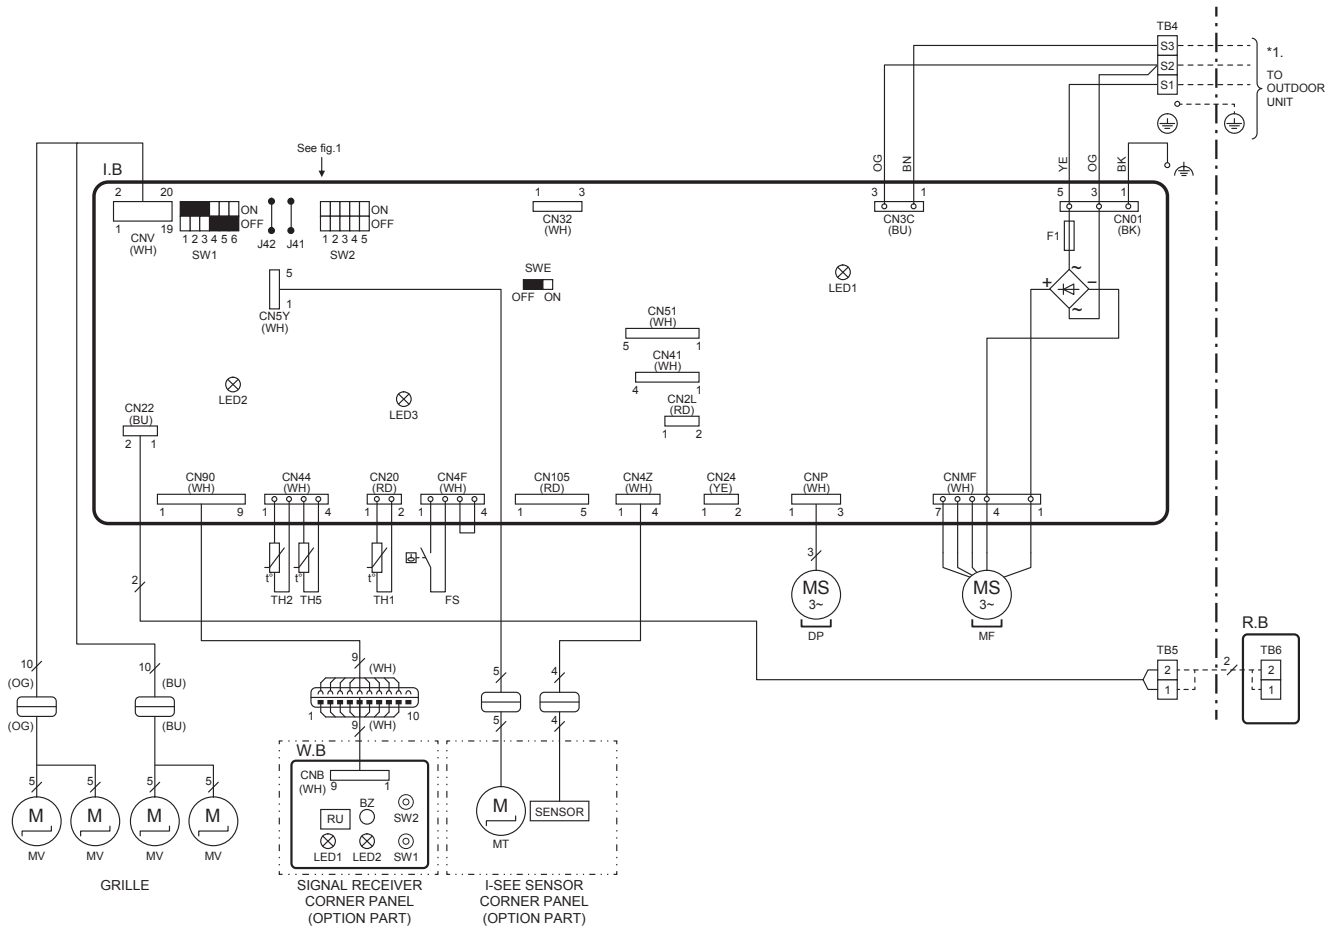 TB4
S3
S2
S1
*1.
TO
OUTDOOR
UNIT
OG
BN
YE
OG
BK
See fig.1
I.B
2 20
1 19
CNV
(WH)
ON
OFF
1 2 3 4 5 6
SW1
J42 J41
ON
OFF
1 2 3 4 5
SW2
1 3
CN32
(WH)
3 1
CN3C
(BU)
5 3 1
CN01
(BK)
F1
~
+ −
~
5
1
CN5Y
(WH)
SWE
OFF ON
LED1
CN51
(WH)
5 1
CN41
(WH)
4 1
CN2L
(RD)
1 2
LED2
LED3
CN22
(BU)
2 1
CN90
(WH)
1 9
CN44
(WH)
1 4
CN20
(RD)
1 2
CN4F
(WH)
1 4
CN105
(RD)
1 5
CN4Z
(WH)
1 4
CN24
(YE)
1 2
CNP
(WH)
1 3
CNMF
(WH)
7 4 1
t°
t°
t°
TH2 TH5
TH1
FS
2
3
MS
3~
DP
MS
3~
MF
R.B
TB5
2
1
2
TB6
2
1
10
(OG)
(OG)
10
(BU)
(BU)
9
(WH)
1 10
9
(WH)
5
5
4
4
5
M
MV
5
M
MV
5
M
MV
5
M
MV
GRILLE
W.B
CNB
(WH)
9 1
RU
BZ
SW2
LED1
LED2
SW1
SIGNAL RECEIVER
CORNER PANEL
(OPTION PART)
M
MT
SENSOR
I-SEE SENSOR
CORNER PANEL
(OPTION PART)